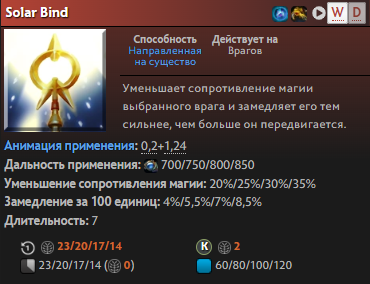 Solar Bind
W D
Способность
Направленная
на существо
Действует на
Врагов
Уменьшает сопротивление магии
выбранного врага и замедляет его тем
сильнее, чем больше он передвигается.
Анимация применения: 0,2+1,24
Дальность применения: 700/750/800/850
Уменьшение сопротивления магии: 20%/25%/30%/35%
Замедление за 100 единиц: 4%/5,5%/7%/8,5%
Длительность: 7
23/20/17/14
K 2
23/20/17/14 (0)
60/80/100/120